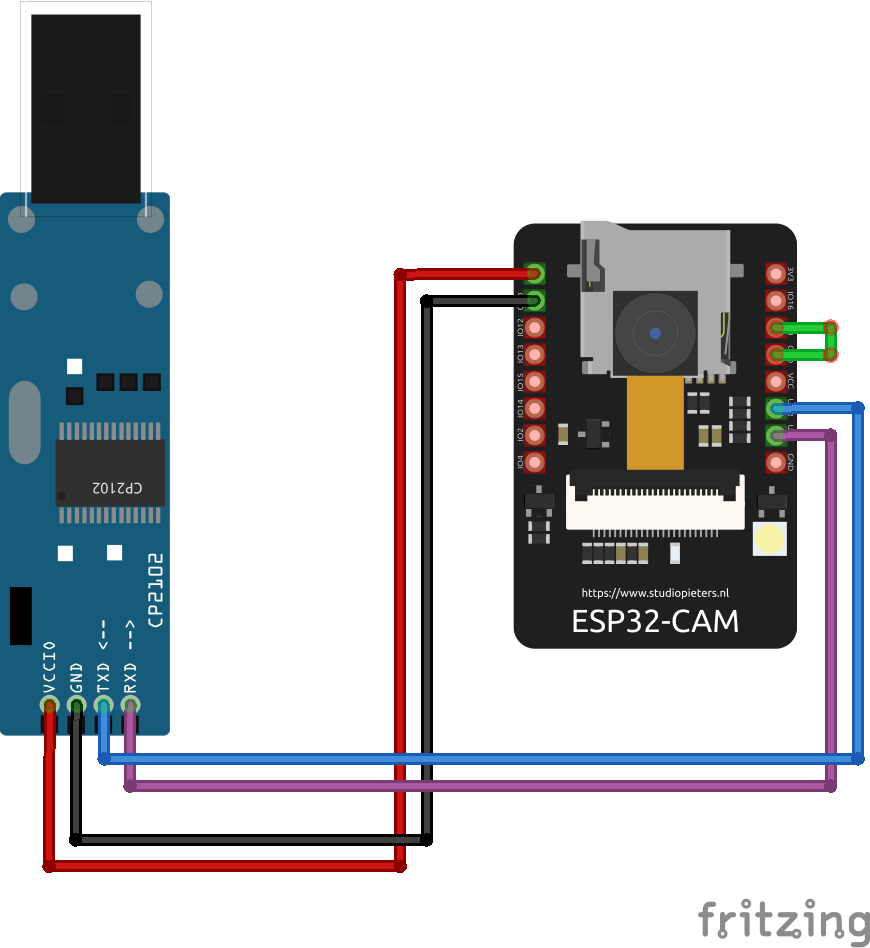 CP2102
CP2102
VCCIO
GND
TXD <--
RXD -->
IO12
IO13
IO15
IO14
IO2
IO4
3V3
IO16
VCC
GND
https://www.studiopieters.nl
ESP32-CAM
fritzing